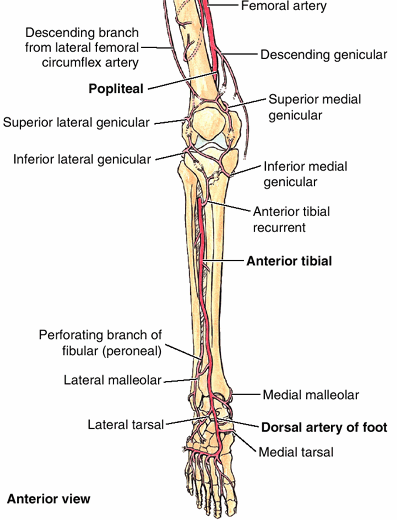 Femoral artery
Descending branch
from lateral femoral
circumflex artery
Descending genicular
Popliteal
Superior medial
genicular
Superior lateral genicular
Inferior lateral genicular
Inferior medial
genicular
Anterior tibial
recurrent
Anterior tibial
Perforating branch of
fibular (peroneal)
Lateral malleolar
Medial malleolar
Lateral tarsal
Dorsal artery of foot
Medial tarsal
Anterior view